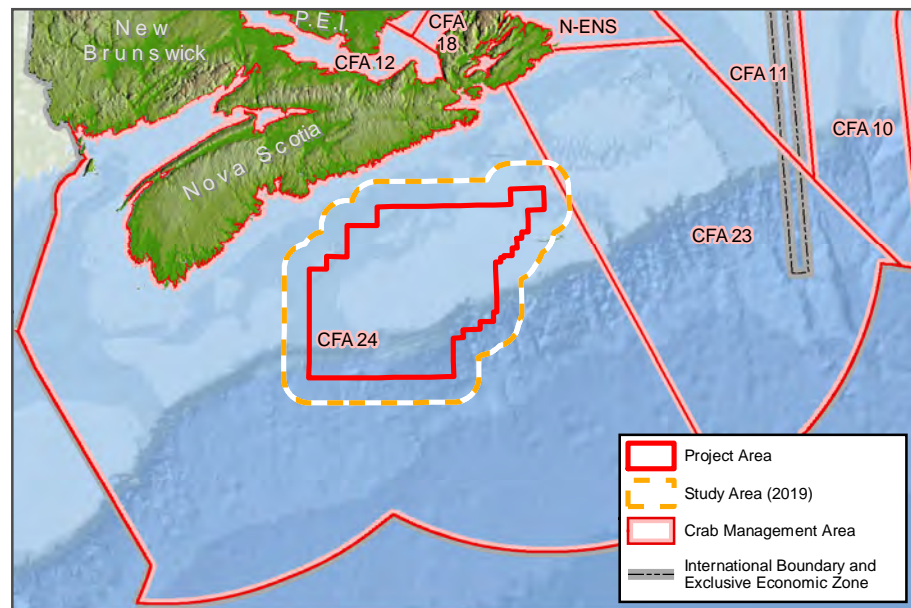 New
Brunswick
P.E.I.
CFA
18
N-ENS
CFA 12
CFA 11
CFA 10
Nova Scotia
CFA 23
CFA 24
Project Area
Study Area (2019)
Crab Management Area
International Boundary and
Exclusive Economic Zone